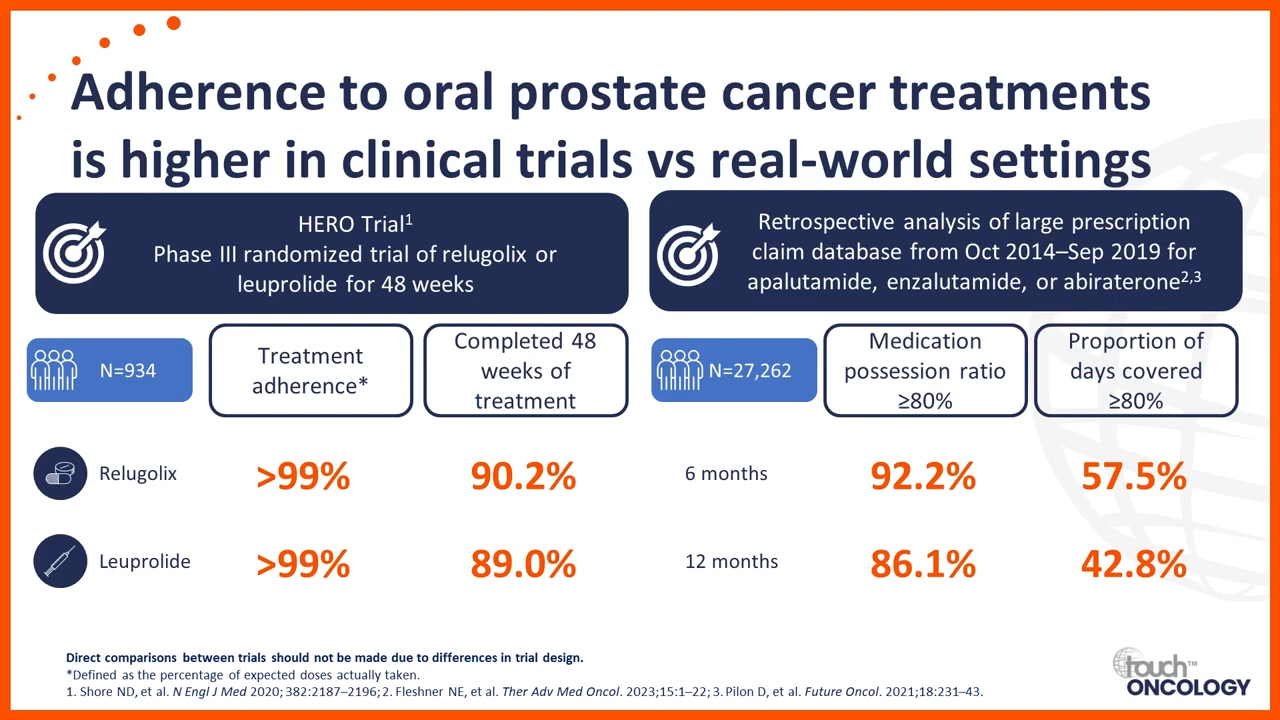 Adherence to oral prostate cancer treatments
is higher in clinical trials vs real-world settings
HERO Trial¹
Phase III randomized trial of relugolix or
leuprolide for 48 weeks
Retrospective analysis of large prescription
claim database from Oct 2014–Sep 2019 for
apalutamide, enzalutamide, or abiraterone²,³
N=934
Treatment
adherence*
Completed 48
weeks of
treatment
N=27,262
Medication
possession ratio
≥80%
Proportion of
days covered
≥80%
Relugolix
>99%
90.2%
6 months
92.2%
57.5%
Leuprolide
>99%
89.0%
12 months
86.1%
42.8%
Direct comparisons between trials should not be made due to differences in trial design.
*Defined as the percentage of expected doses actually taken.
1. Shore ND, et al. N Engl J Med 2020;382:2187–2196; 2. Fleshner NE, et al. Ther Adv Med Oncol. 2023;15:1–22; 3. Pilon D, et al. Future Oncol. 2021;18:231–43.
touch™
ONCOLOGY